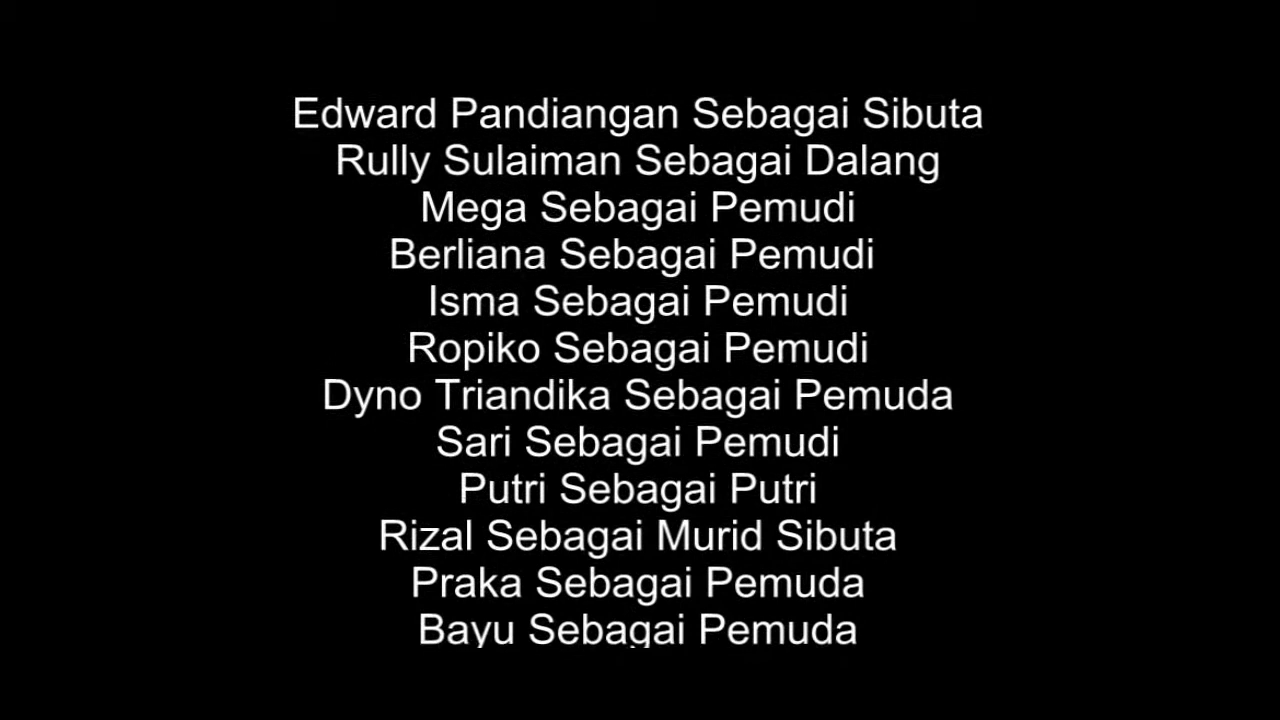 Edward Pandiangan Sebagai Sibuta
Rully Sulaiman Sebagai Dalang
Mega Sebagai Pemudi
Berliana Sebagai Pemudi
Isma Sebagai Pemudi
Ropiko Sebagai Pemudi
Dyno Triandika Sebagai Pemuda
Sari Sebagai Pemudi
Putri Sebagai Putri
Rizal Sebagai Murid Sibuta
Praka Sebagai Pemuda
Bayu Sebagai Pemuda